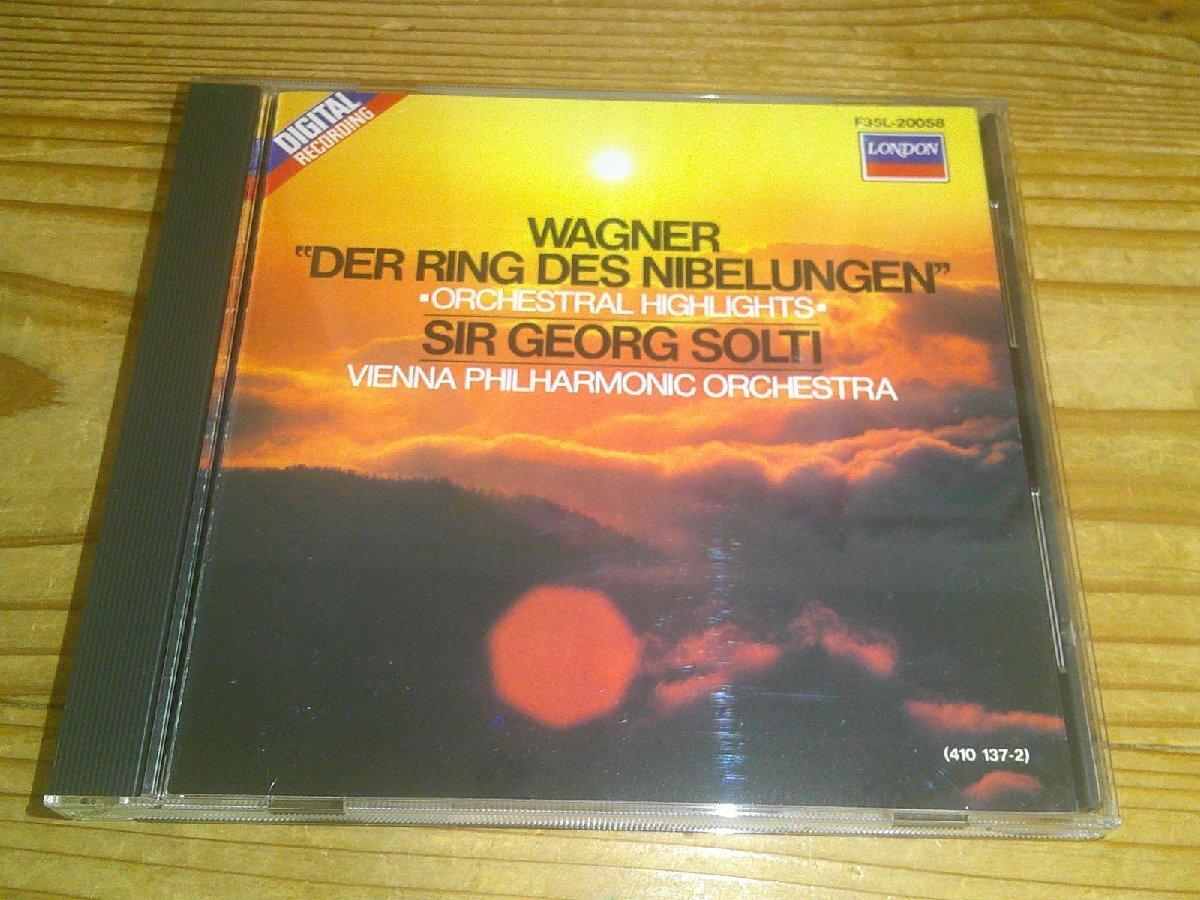 DIGITAL
RECORDING
F35L-20058
LONDON
WAGNER
"DER RING DES NIBELUNGEN"
▪ORCHESTRAL HIGHLIGHTS▪
SIR GEORG SOLTI
VIENNA PHILHARMONIC ORCHESTRA
(410 137-2)